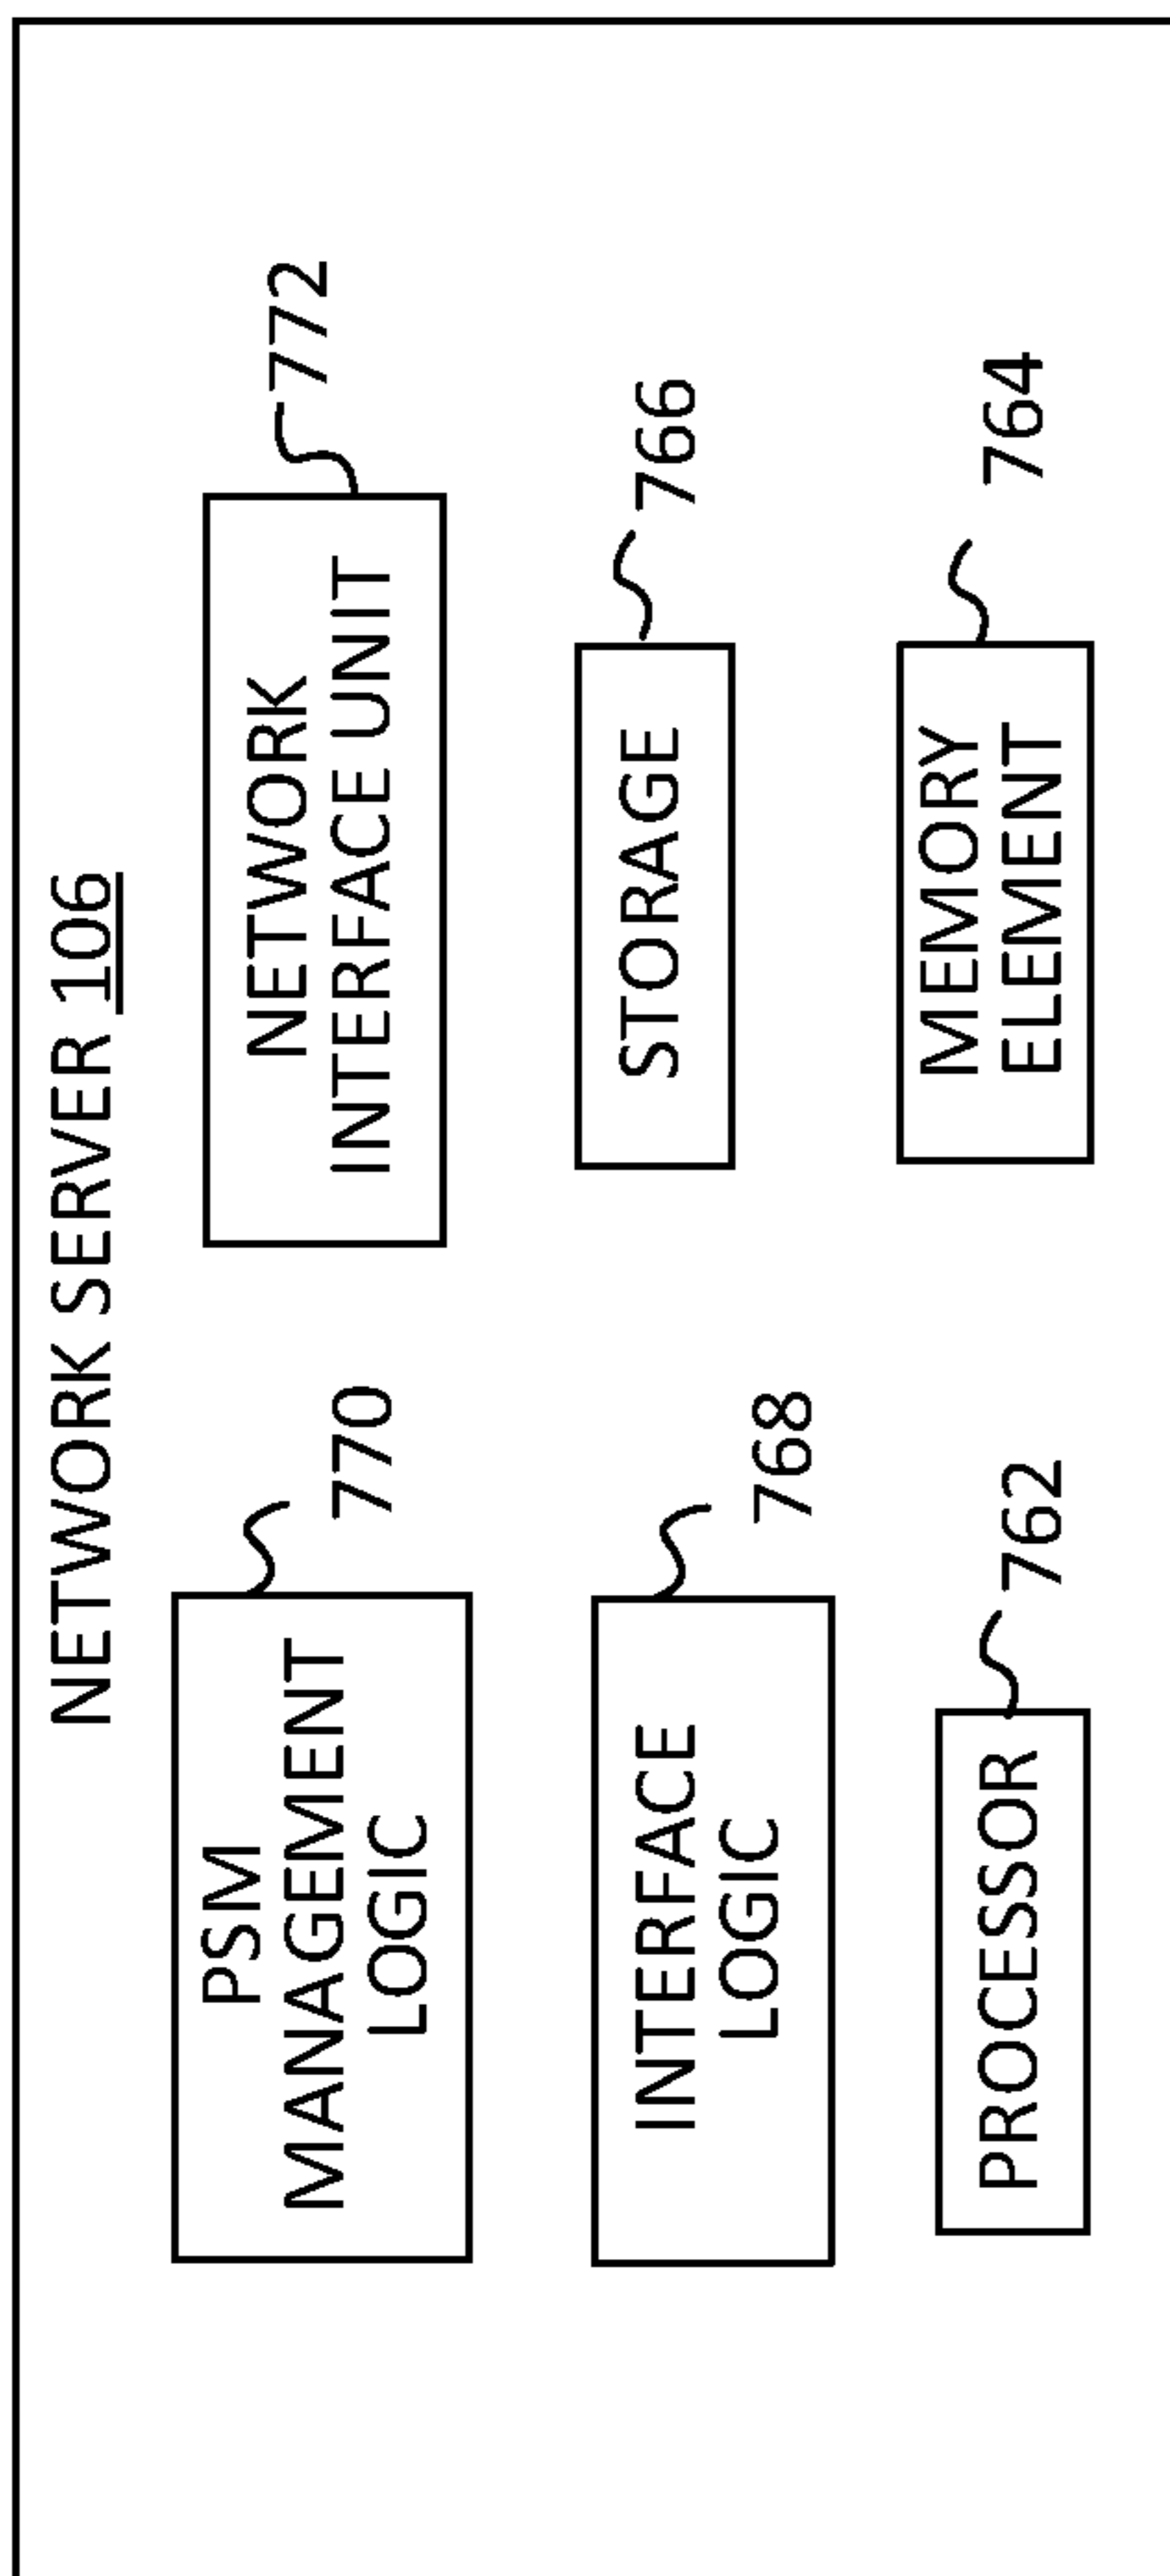 NETWORK SERVER 106
PSM
MANAGEMENT
LOGIC
770
NETWORK
INTERFACE UNIT
772
INTERFACE
LOGIC
768
STORAGE
766
PROCESSOR
762
MEMORY
ELEMENT
764